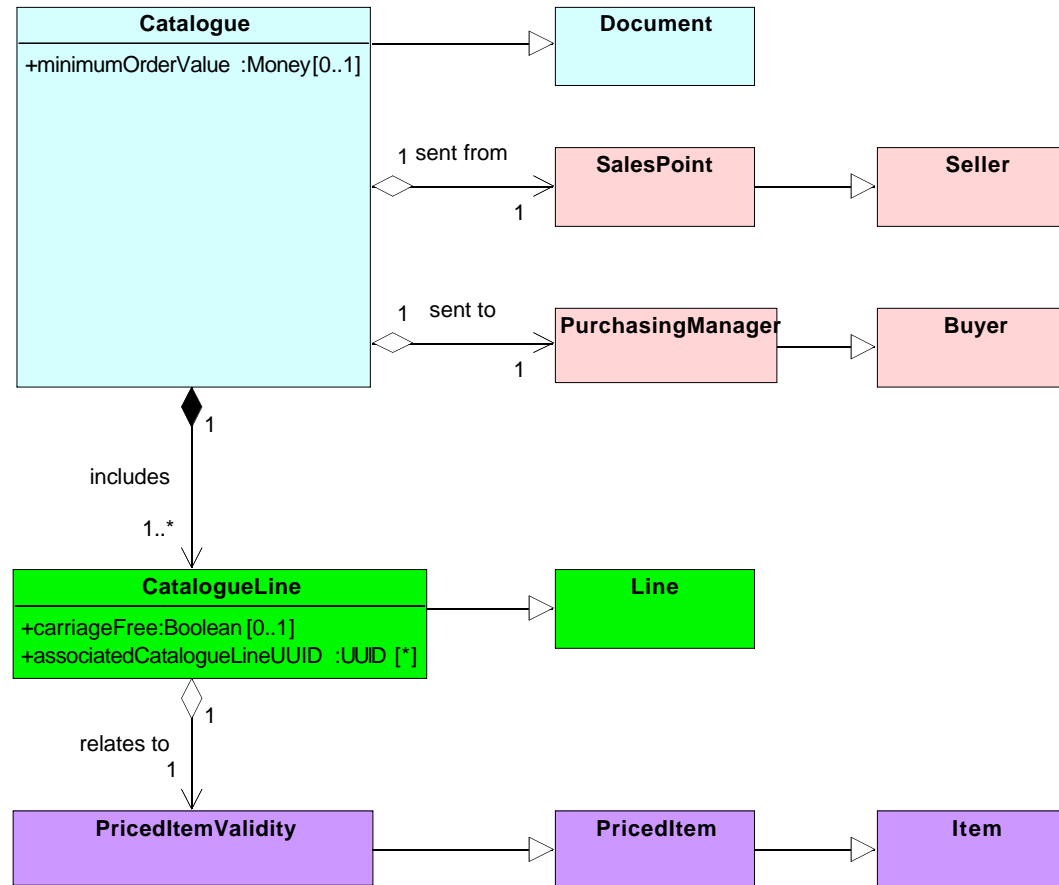 Catalogue
+minimumOrderValue :Money[0..1]
Document
1 sent from
1
SalesPoint
Seller
1 sent to
1
PurchasingManager
Buyer
1
includes
1..*
CatalogueLine
+carriageFree:Boolean [0..1]
+associatedCatalogueLineUUID :UUID [*]
Line
1
relates to
1
PricedItemValidity
PricedItem
Item